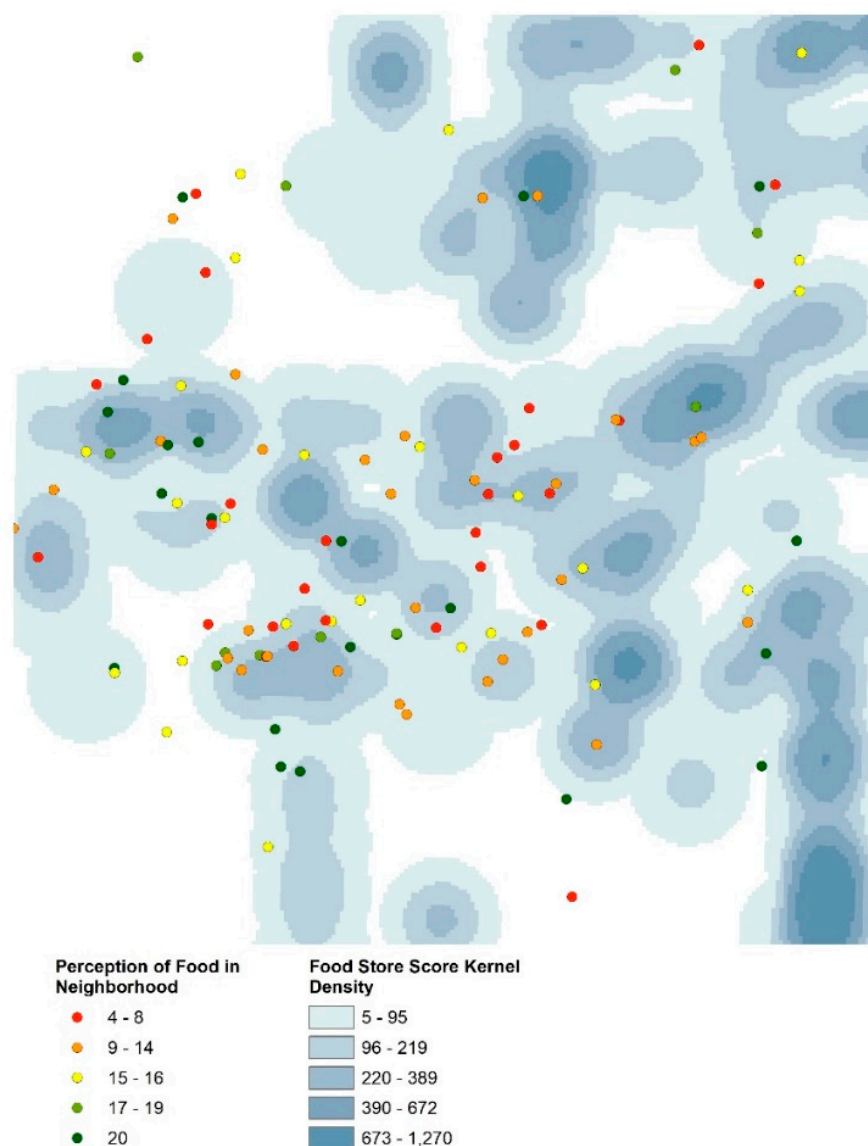 Perception of Food in
Neighborhood
4 - 8
9 - 14
15 - 16
17 - 19
20
Food Store Score Kernel
Density
5 - 95
96 - 219
220 - 389
390 - 672
673 - 1,270